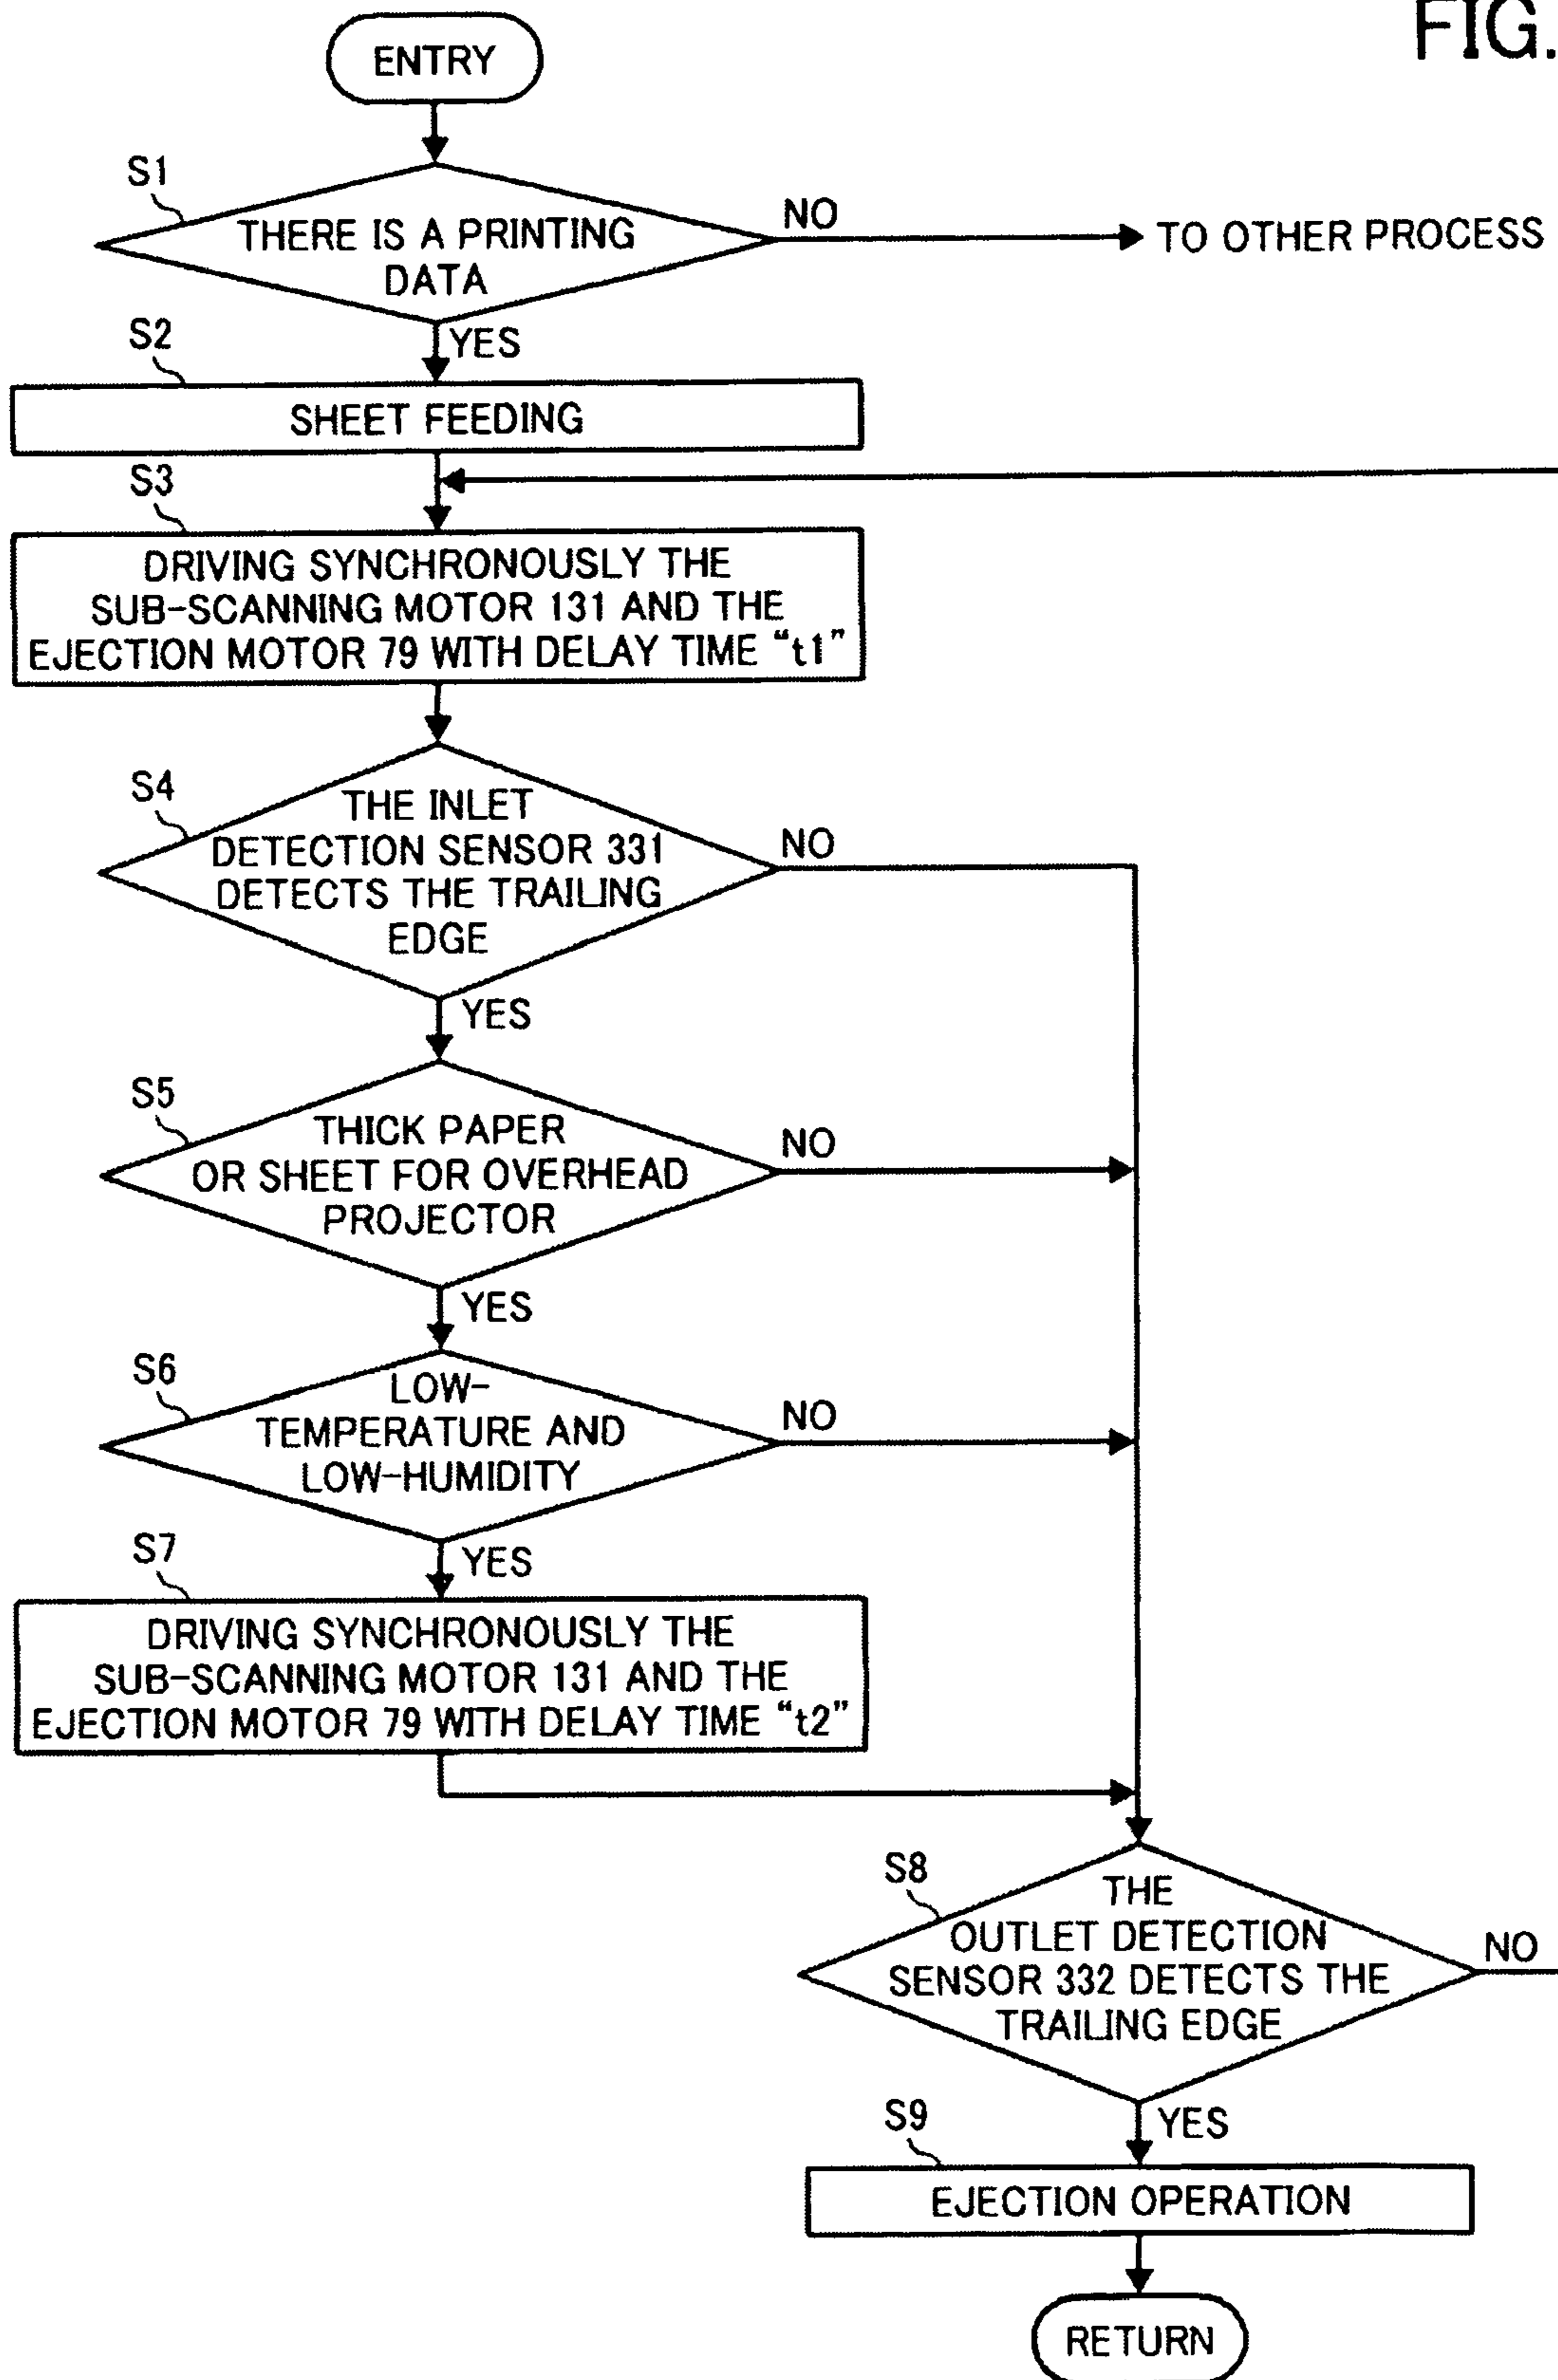 FIG.
ENTRY
S1
THERE IS A PRINTING
DATA
NO
TO OTHER PROCESS
YES
S2
SHEET FEEDING
S3
DRIVING SYNCHRONOUSLY THE
SUB-SCANNING MOTOR 131 AND THE
EJECTION MOTOR 79 WITH DELAY TIME “t1”
S4
THE INLET
DETECTION SENSOR 331
DETECTS THE TRAILING
EDGE
NO
YES
S5
THICK PAPER
OR SHEET FOR OVERHEAD
PROJECTOR
NO
YES
S6
LOW-
TEMPERATURE AND
LOW-HUMIDITY
NO
YES
S7
DRIVING SYNCHRONOUSLY THE
SUB-SCANNING MOTOR 131 AND THE
EJECTION MOTOR 79 WITH DELAY TIME “t2”
S8
THE
OUTLET DETECTION
SENSOR 332 DETECTS THE
TRAILING EDGE
NO
YES
S9
EJECTION OPERATION
RETURN